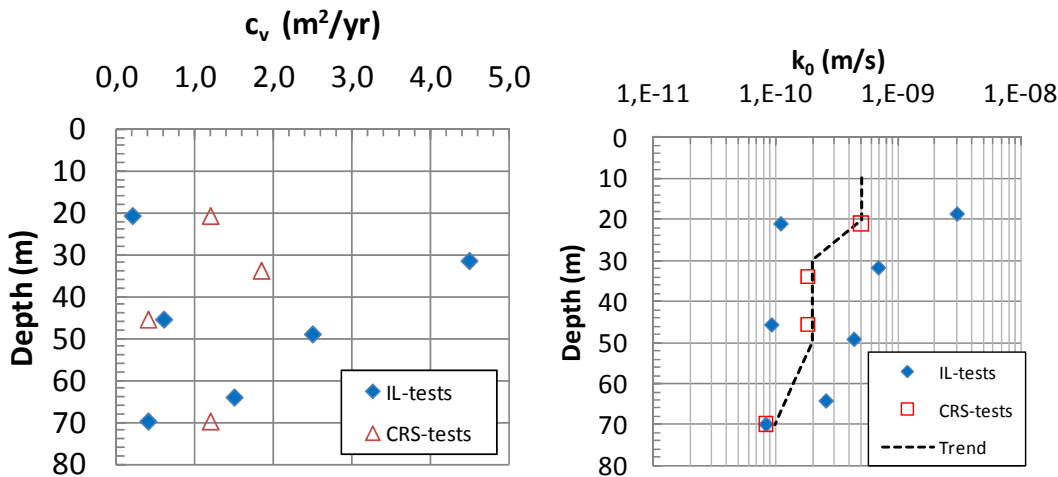 cv (m²/yr)
0,0 1,0 2,0 3,0 4,0 5,0
Depth (m)
0
10
20
30
40
50
60
70
80
IL-tests
CRS-tests
k0 (m/s)
1,E-11 1,E-10 1,E-09 1,E-08
Depth (m)
0
10
20
30
40
50
60
70
80
IL-tests
CRS-tests
Trend